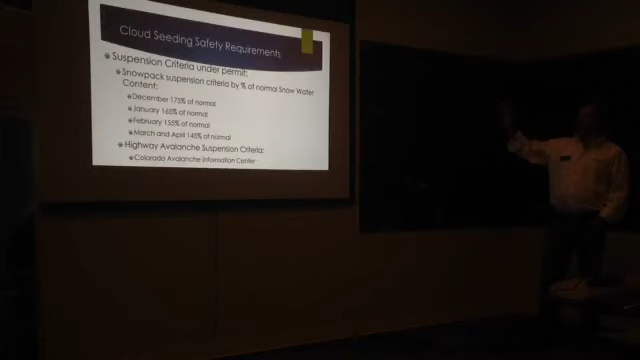 Cloud Seeding Safety Requirements
Suspension Criteria under permit:
Snowpack suspension criteria by % of normal Snow Water
Content:
December 175% of normal
January 165% of normal
February 155% of normal
March and April 145% of normal
Highway Avalanche Suspension Criteria:
Colorado Avalanche Information Center